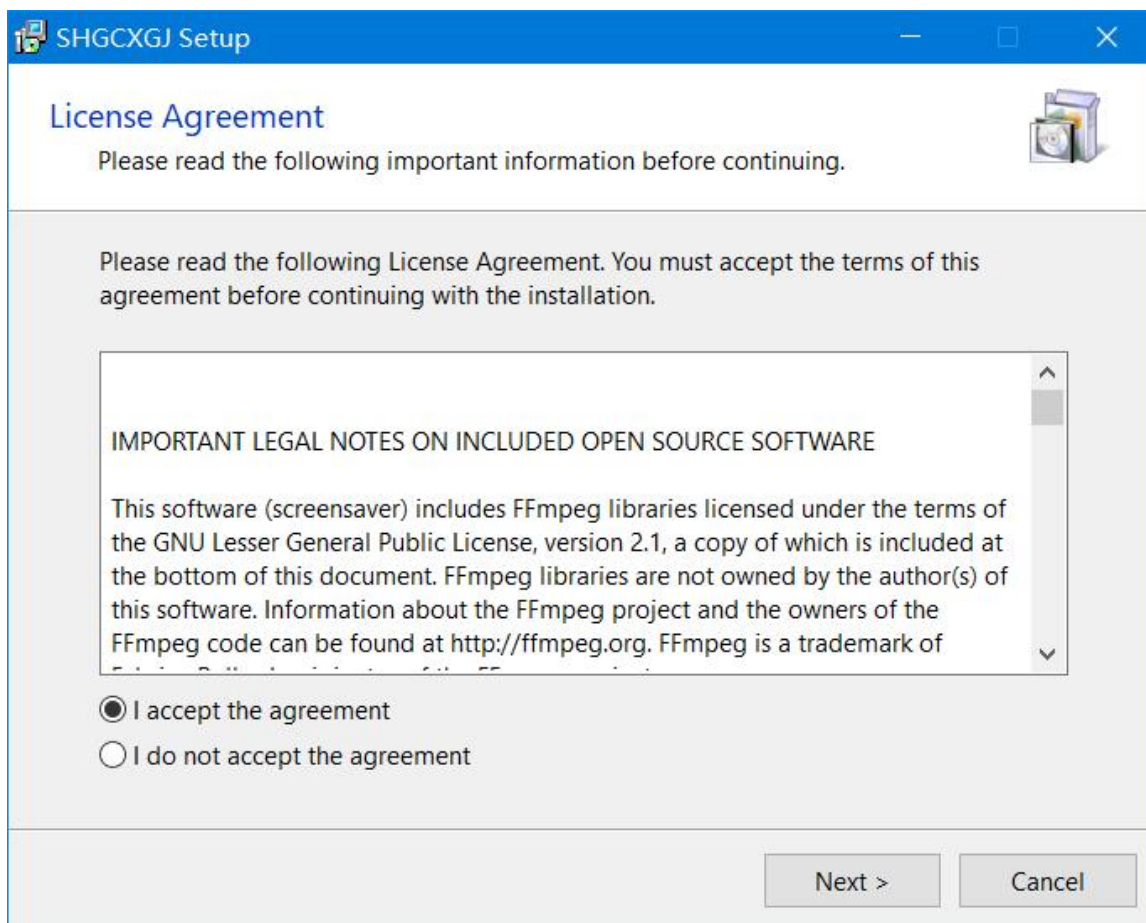 SHGCXGJ Setup
License Agreement
Please read the following important information before continuing.
Please read the following License Agreement. You must accept the terms of this
agreement before continuing with the installation.
IMPORTANT LEGAL NOTES ON INCLUDED OPEN SOURCE SOFTWARE
This software (screensaver) includes FFmpeg libraries licensed under the terms of
the GNU Lesser General Public License, version 2.1, a copy of which is included at
the bottom of this document. FFmpeg libraries are not owned by the author(s) of
this software. Information about the FFmpeg project and the owners of the
FFmpeg code can be found at http://ffmpeg.org. FFmpeg is a trademark of
I accept the agreement
I do not accept the agreement
Next >
Cancel